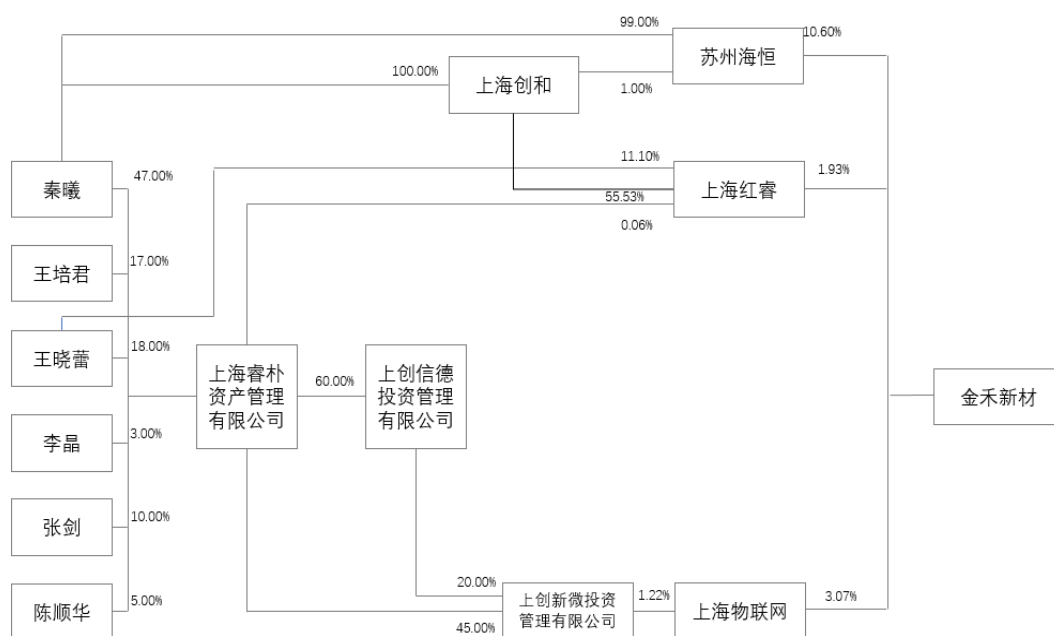 99.00%
10.60%
苏州海恒
100.00%
上海创和
1.00%
47.00%
秦曦
11.10%
1.93%
上海红睿
55.53%
0.06%
17.00%
王培君
18.00%
王晓蕾
上海睿朴
资产管理
有限公司
60.00%
上创信德
投资管理
有限公司
金禾新材
3.00%
李晶
10.00%
张剑
5.00%
陈顺华
20.00%
上创新微投资
管理有限公司
45.00%
1.22%
上海物联网
3.07%